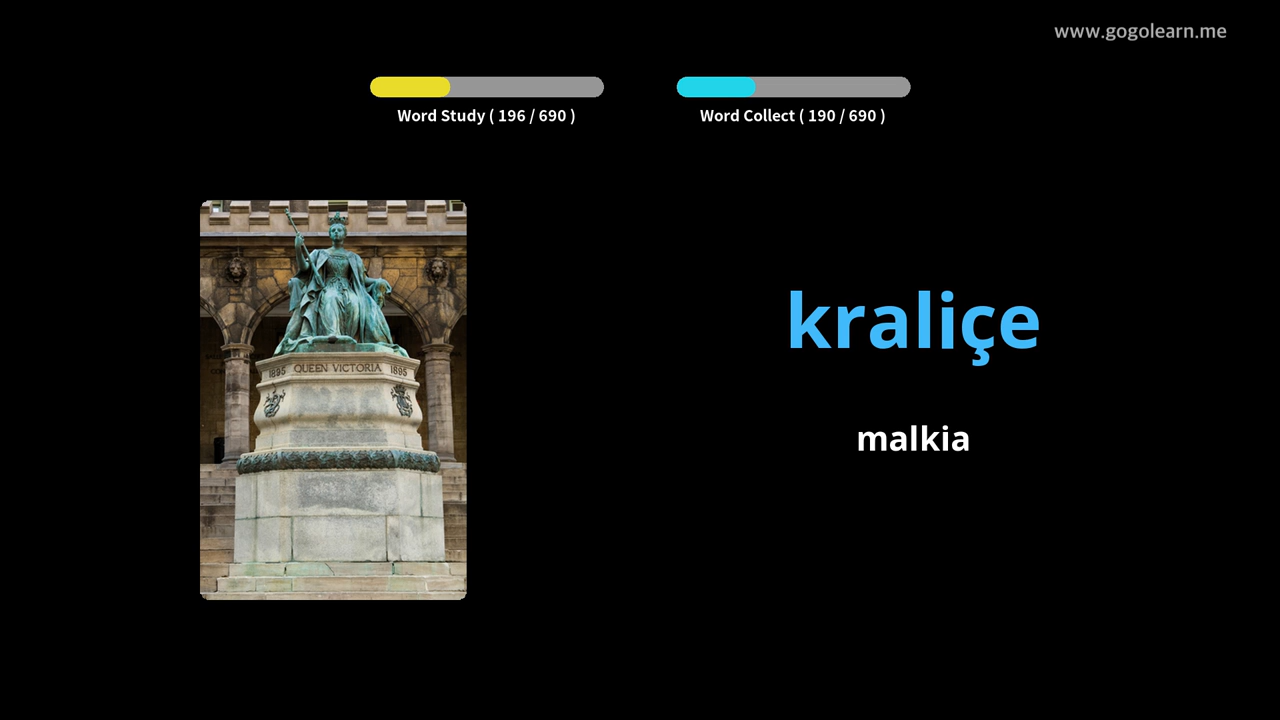 www.gogolearn.me
Word Study ( 196 / 690 )
Word Collect ( 190 / 690 )
1895 QUEEN VICTORIA 1895
kraliçe
malkia